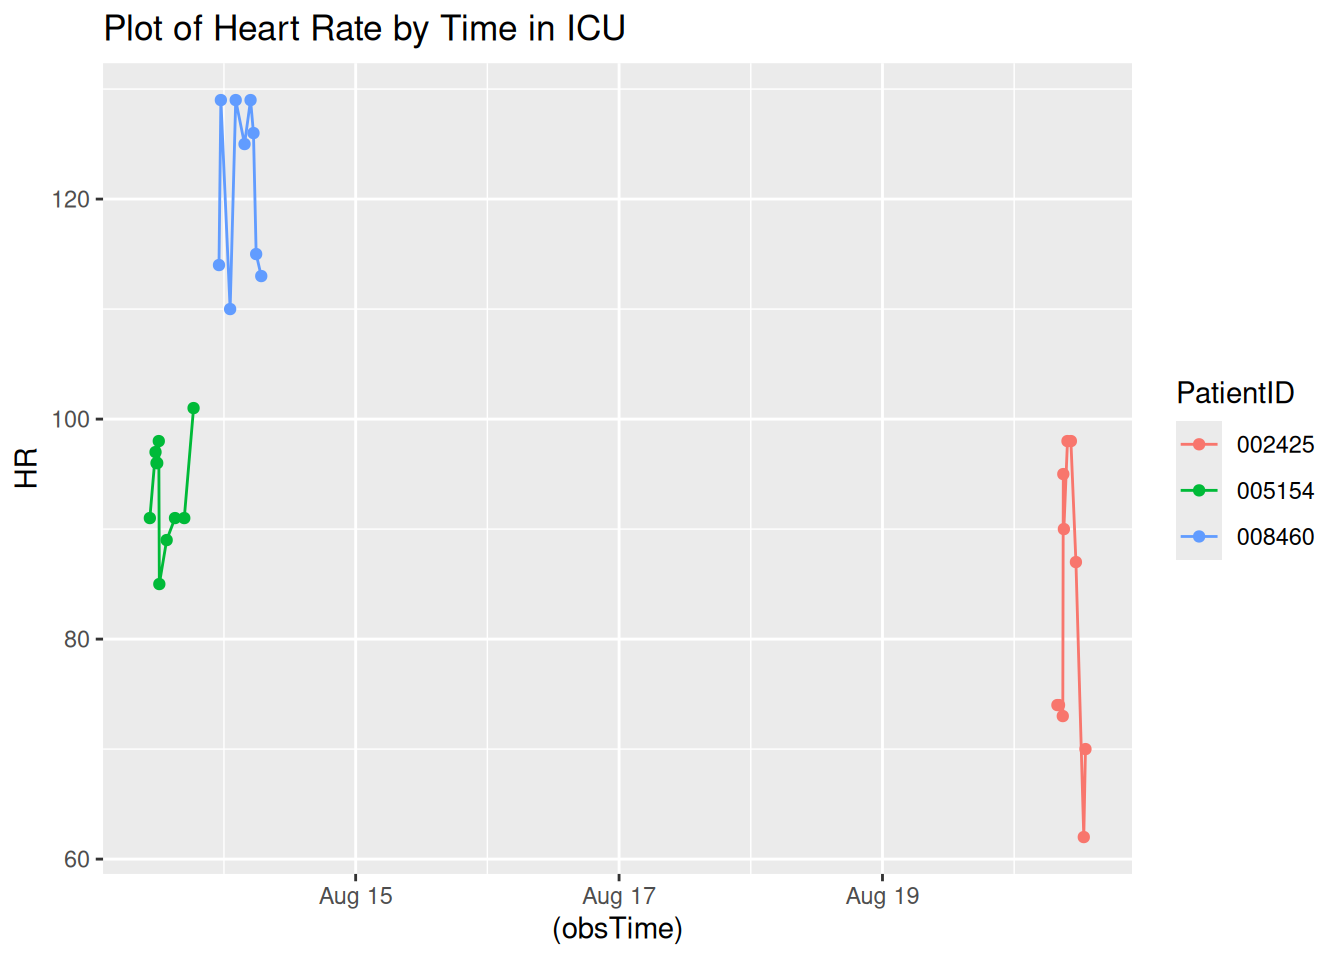 Plot of Heart Rate by Time in ICU
HR
120
100
80
60
Aug 15
Aug 17
Aug 19
(obsTime)
PatientID
002425
005154
008460